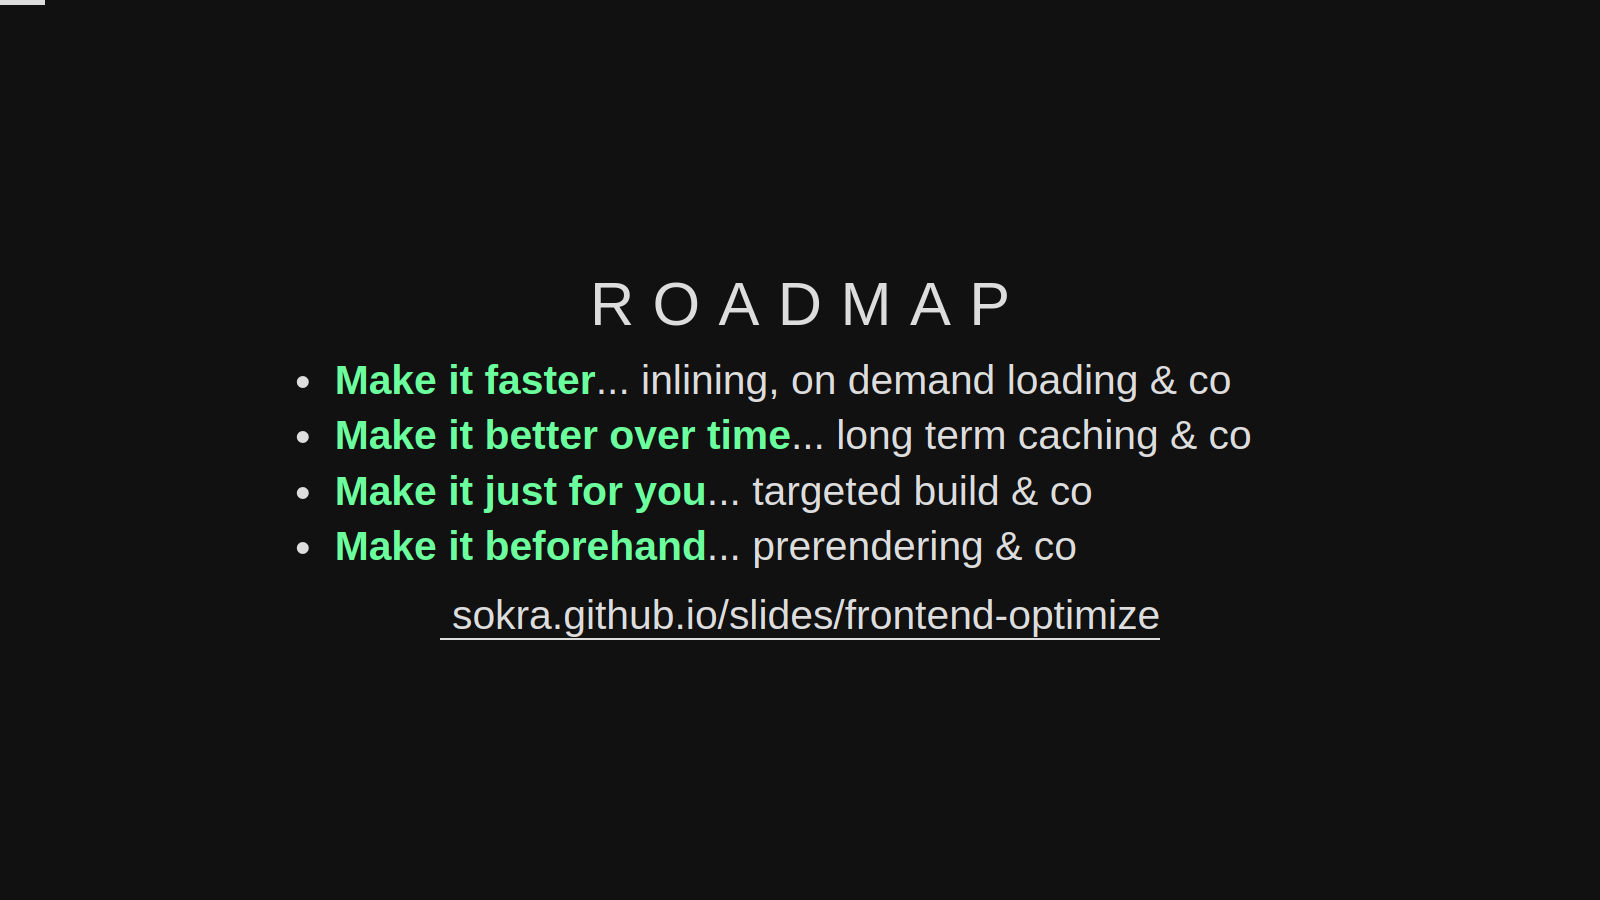 ROADMAP
• Make it faster... inlining, on demand loading & co
• Make it better over time... long term caching & co
• Make it just for you... targeted build & co
• Make it beforehand... prerendering & co
sokra.github.io/slides/frontend-optimize